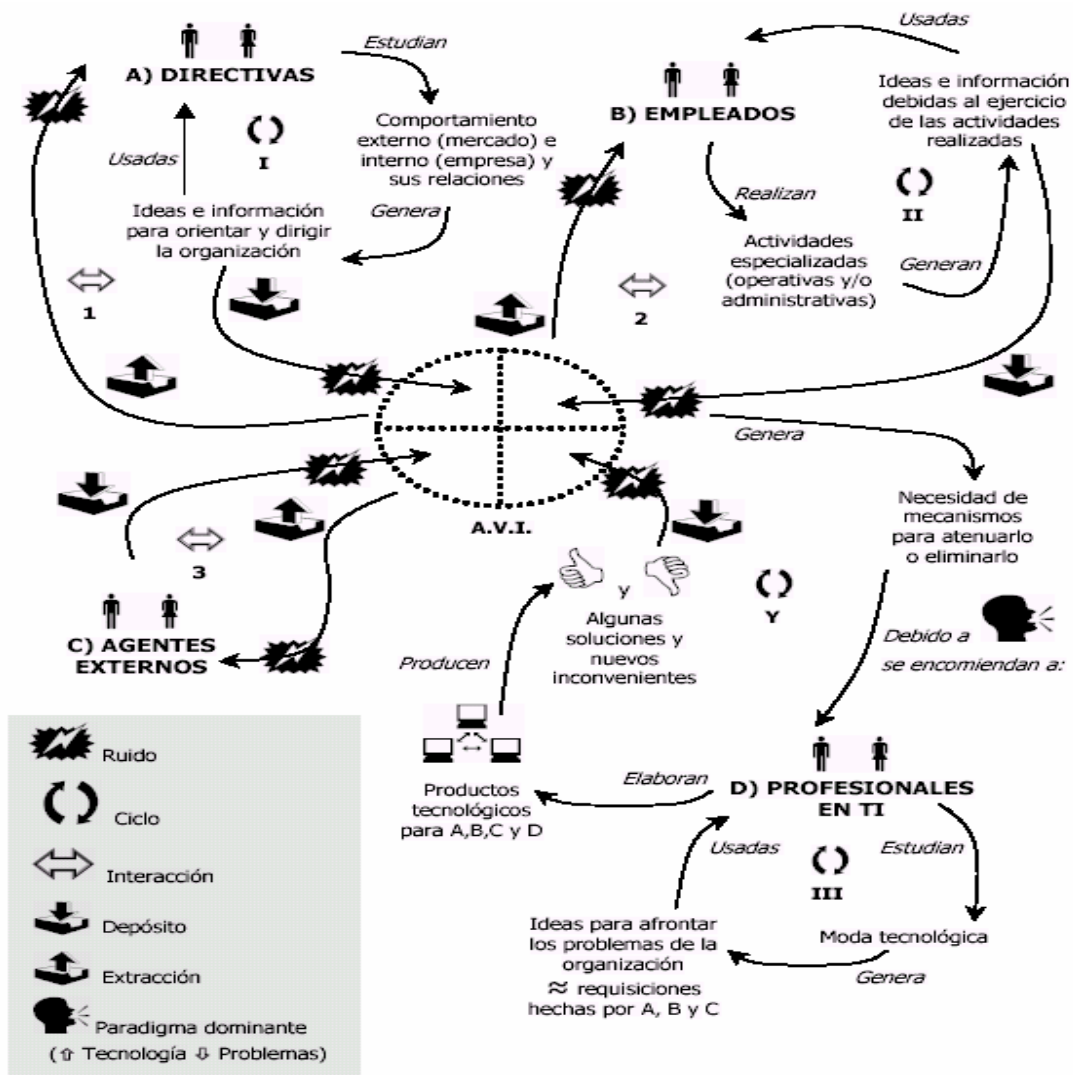 A) DIRECTIVAS
Estudian
Comportamiento
externo (mercado) e
interno (empresa) y
sus relaciones
Genera
Ideas e información
para orientar y dirigir
la organización
Usadas
I
1
B) EMPLEADOS
Realizan
Actividades
especializadas
(operativas y/o
administrativas)
Generan
Ideas e información
debidas al ejercicio
de las actividades
realizadas
Usadas
II
2
A.V.I.
Genera
Necesidad de
mecanismos
para atenuarlo
o eliminarlo
Debido a
se encomiendan a:
3
C) AGENTES
EXTERNOS
y
Algunas
soluciones y
nuevos
inconvenientes
Y
Producen
Productos
tecnológicos
para A,B,C y D
Elaboran
D) PROFESIONALES
EN TI
Estudian
Moda tecnológica
Genera
Ideas para afrontar
los problemas de la
organización
≈ requisiciones
hechas por A, B y C
Usadas
III
Ruido
Ciclo
Interacción
Depósito
Extracción
Paradigma dominante
(⇧ Tecnología ⇩ Problemas)